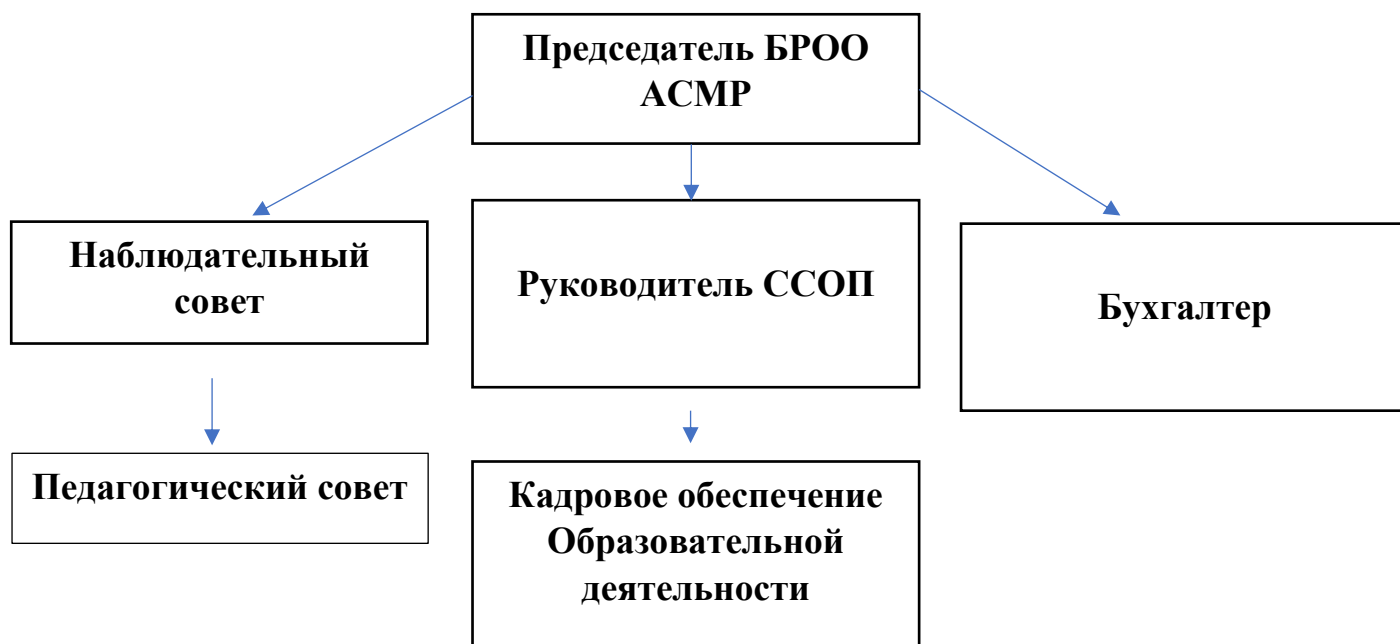 Председатель БРОО
АСМР
Наблюдательный
совет
Руководитель ССОП
Бухгалтер
Педагогический совет
Кадровое обеспечение
Образовательной
деятельности